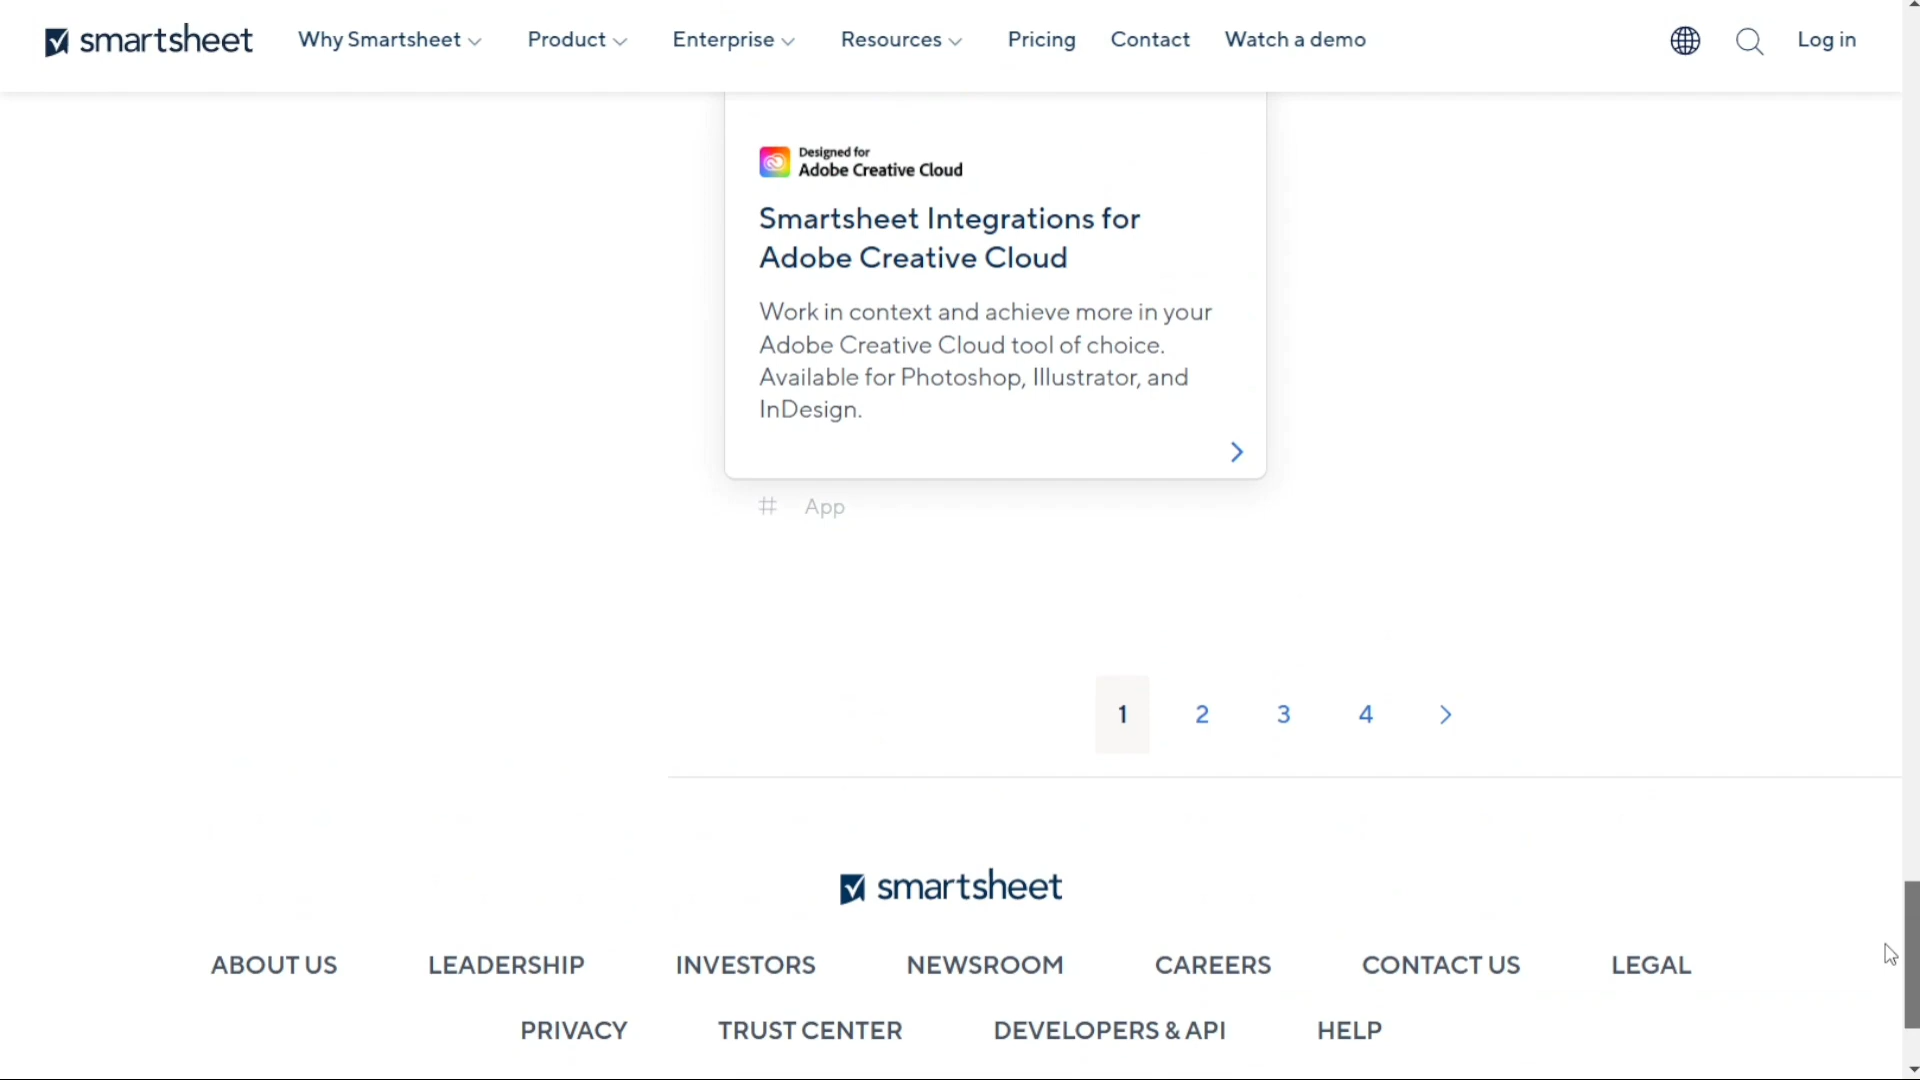 smartsheet Why Smartsheet Product Enterprise Resources Pricing Contact Watch a demo Log in
Designed for
Adobe Creative Cloud
Smartsheet Integrations for
Adobe Creative Cloud
Work in context and achieve more in your
Adobe Creative Cloud tool of choice.
Available for Photoshop, Illustrator, and
InDesign.
# App
1 2 3 4
smartsheet
ABOUT US LEADERSHIP INVESTORS NEWSROOM CAREERS CONTACT US LEGAL
PRIVACY TRUST CENTER DEVELOPERS & API HELP